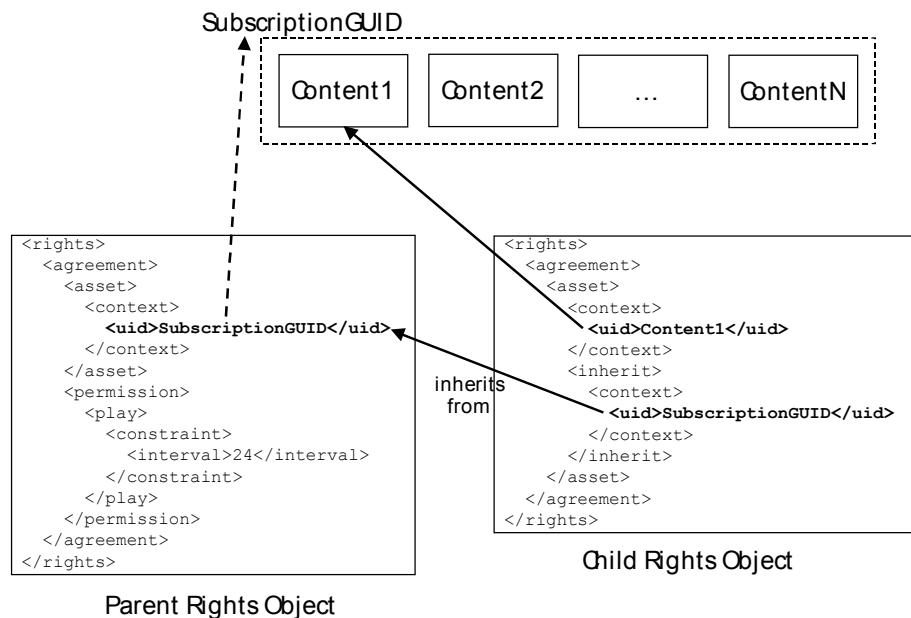 SubscriptionGUID
Content1
Content2
...
ContentN
<rights>
<agreement>
<asset>
<context>
<uid>SubscriptionGUID</uid>
</context>
</asset>
<permission>
<play>
<constraint>
<interval>24</interval>
</constraint>
</play>
</permission>
</agreement>
</rights>
Parent Rights Object
inherits
from
<rights>
<agreement>
<asset>
<context>
<uid>Content1</uid>
</context>
<inherit>
<context>
<uid>SubscriptionGUID</uid>
</context>
</inherit>
</asset>
</agreement>
</rights>
Child Rights Object